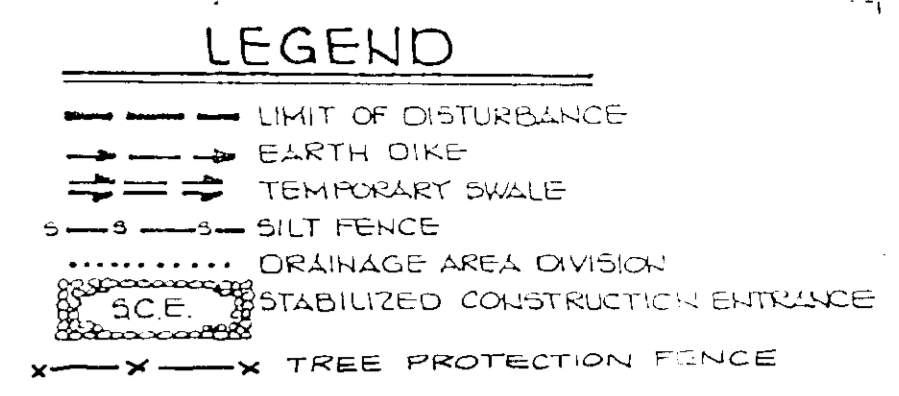 LEGEND
LIMIT OF DISTURBANCE
EARTH DIKE
TEMPORARY SWALE
S S S SILT FENCE
DRAINAGE AREA DIVISION
S.C.E. STABILIZED CONSTRUCTION ENTRANCE
x x x TREE PROTECTION FENCE